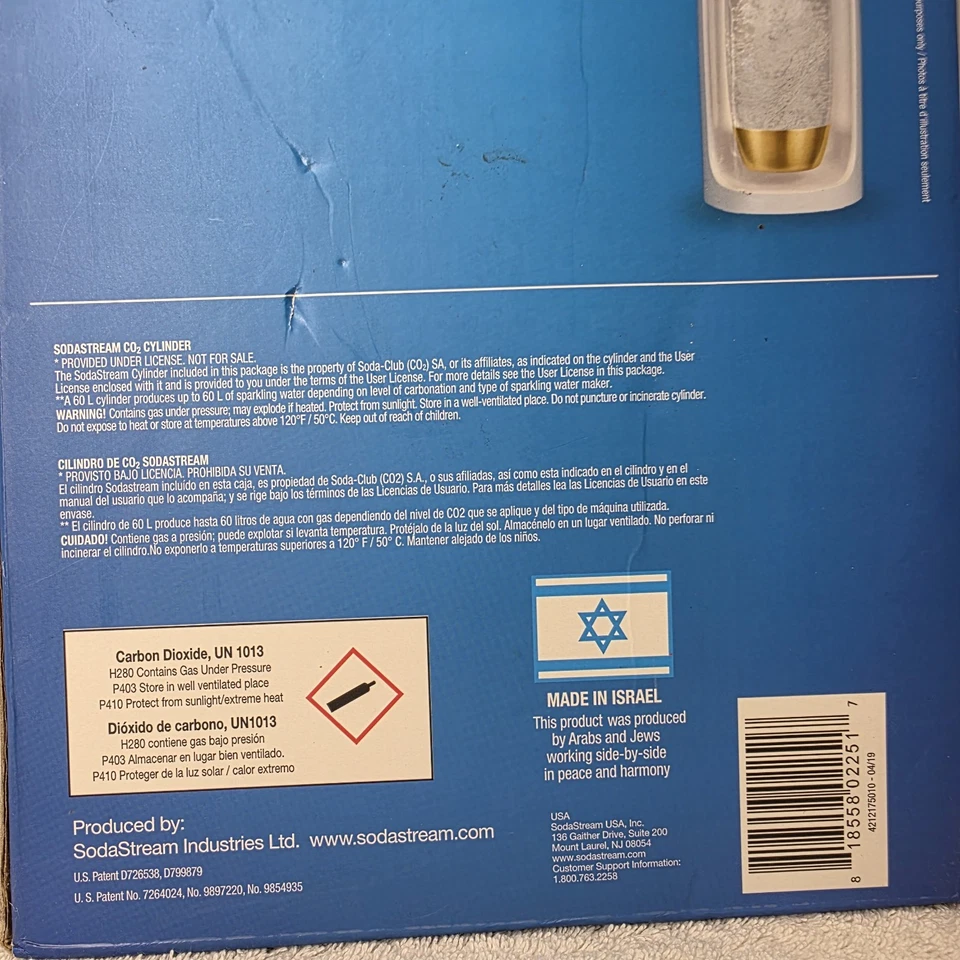 urposes only / Photos à titre d'illustration seulement
SODASTREAM CO₂ CYLINDER
* PROVIDED UNDER LICENSE. NOT FOR SALE.
The SodaStream Cylinder included in this package is the property of Soda-Club (CO₂) SA, or its affiliates, as indicated on the cylinder and the User
License enclosed with it and is provided to you under the terms of the User License. For more details see the User License in this package.
**A 60 L cylinder produces up to 60 L of sparkling water depending on level of carbonation and type of sparkling water maker.
WARNING! Contains gas under pressure; may explode if heated. Protect from sunlight. Store in a well-ventilated place. Do not puncture or incinerate cylinder.
Do not expose to heat or store at temperatures above 120°F / 50°C. Keep out of reach of children.
CILINDRO DE CO₂ SODASTREAM
* PROVISTO BAJO LICENCIA. PROHIBIDA SU VENTA.
El cilindro Sodastream incluido en esta caja, es propiedad de Soda-Club (CO2) S.A., o sus afiliadas, así como esta indicado en el cilindro y en el
manual del usuario que lo acompaña; y se rige bajo los términos de las Licencias de Usuario. Para más detalles lea las Licencias de Usuario en este
envase.
** El cilindro de 60 L produce hasta 60 litros de agua con gas dependiendo del nivel de CO2 que se aplique y del tipo de máquina utilizada.
CUIDADO! Contiene gas a presión; puede explotar si levanta temperatura. Protéjalo de la luz del sol. Almacénelo en un lugar ventilado. No perforar ni
incinerar el cilindro.No exponerlo a temperaturas superiores a 120° F / 50° C. Mantener alejado de los niños.
Carbon Dioxide, UN 1013
H280 Contains Gas Under Pressure
P403 Store in well ventilated place
P410 Protect from sunlight/extreme heat
Dióxido de carbono, UN1013
H280 contiene gas bajo presión
P403 Almacenar en lugar bien ventilado.
P410 Proteger de la luz solar / calor extremo
MADE IN ISRAEL
This product was produced
by Arabs and Jews
working side-by-side
in peace and harmony
Produced by:
SodaStream Industries Ltd. www.sodastream.com
U.S. Patent D726538, D799879
U. S. Patent No. 7264024, No. 9897220, No. 9854935
USA
SodaStream USA, Inc.
136 Gaither Drive, Suite 200
Mount Laurel, NJ 08054
www.sodastream.com
Customer Support Information:
1.800.763.2258
8 18558 02251 7
4212175010 - 04/19